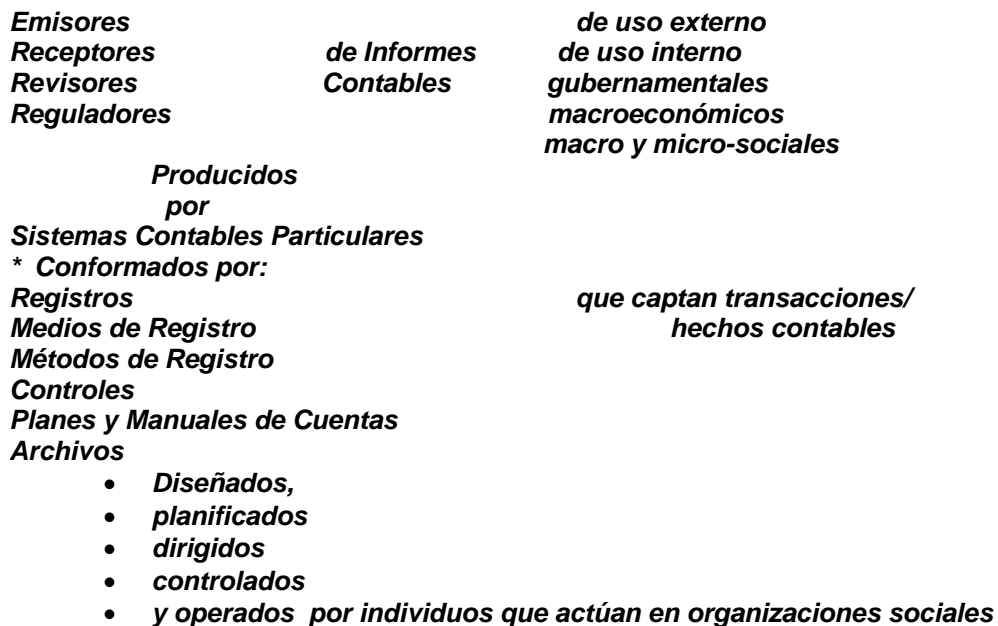 Emisores de uso externo
Receptores de Informes de uso interno
Revisores Contables gubernamentales
Reguladores macroeconómicos
macro y micro-sociales
Producidos
por
Sistemas Contables Particulares
* Conformados por:
Registros que captan transacciones/
Medios de Registro hechos contables
Métodos de Registro
Controles
Planes y Manuales de Cuentas
Archivos
• Diseñados,
• planificados
• dirigidos
• controlados
• y operados por individuos que actúan en organizaciones sociales